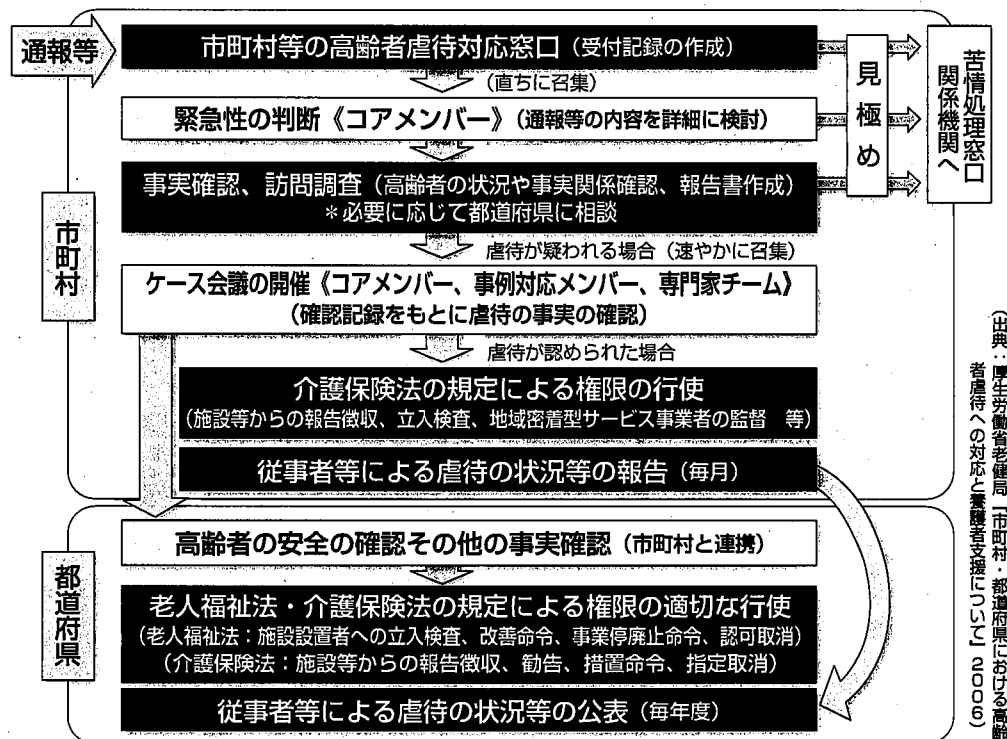 通報等
市町村等の高齢者虐待対応窓口（受付記録の作成）
（直ちに召集）
緊急性の判断《コアメンバー》（通報等の内容を詳細に検討）
事実確認、訪問調査（高齢者の状況や事実関係確認、報告書作成）
＊必要に応じて都道府県に相談
見極め
苦情処理窓口
関係機関へ
虐待が疑われる場合（速やかに召集）
市町村
ケース会議の開催《コアメンバー、事例対応メンバー、専門家チーム》
（確認記録をもとに虐待の事実の確認）
虐待が認められた場合
介護保険法の規定による権限の行使
（施設等からの報告徴収、立入検査、地域密着型サービス事業者の監督　等）
従事者等による虐待の状況等の報告（毎月）
都道府県
高齢者の安全の確認その他の事実確認（市町村と連携）
老人福祉法・介護保険法の規定による権限の適切な行使
（老人福祉法：施設設置者への立入検査、改善命令、事業停廃止命令、認可取消）
（介護保険法：施設等からの報告徴収、勧告、措置命令、指定取消）
従事者等による虐待の状況等の公表（毎年度）
（出典：厚生労働省老健局『市町村・都道府県における高齢
者虐待への対応と養護者支援について』2006）